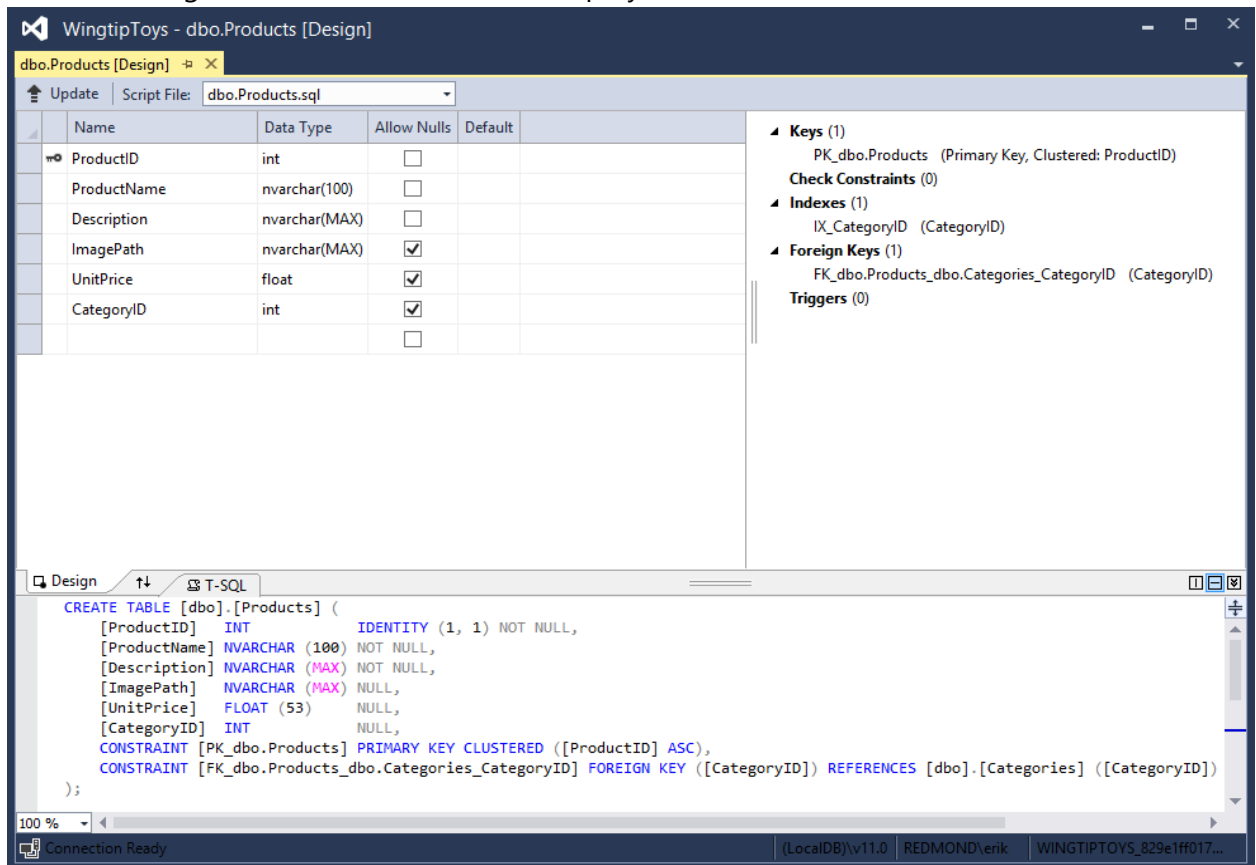 WingtipToys - dbo.Products [Design]
dbo.Products [Design]
Update Script File: dbo.Products.sql
Name Data Type Allow Nulls Default
ProductID int
ProductName nvarchar(100)
Description nvarchar(MAX)
ImagePath nvarchar(MAX)
UnitPrice float
CategoryID int
Keys (1)
PK_dbo.Products (Primary Key, Clustered: ProductID)
Check Constraints (0)
Indexes (1)
IX_CategoryID (CategoryID)
Foreign Keys (1)
FK_dbo.Products_dbo.Categories_CategoryID (CategoryID)
Triggers (0)
Design T-SQL
CREATE TABLE [dbo].[Products] (
[ProductID] INT IDENTITY (1, 1) NOT NULL,
[ProductName] NVARCHAR (100) NOT NULL,
[Description] NVARCHAR (MAX) NOT NULL,
[ImagePath] NVARCHAR (MAX) NULL,
[UnitPrice] FLOAT (53) NULL,
[CategoryID] INT NULL,
CONSTRAINT [PK_dbo.Products] PRIMARY KEY CLUSTERED ([ProductID] ASC),
CONSTRAINT [FK_dbo.Products_dbo.Categories_CategoryID] FOREIGN KEY ([CategoryID]) REFERENCES [dbo].[Categories] ([CategoryID])
);
100 %
Connection Ready (LocalDB)\v11.0 REDMOND\erik WINGTIPTOYS_829e1ff017...